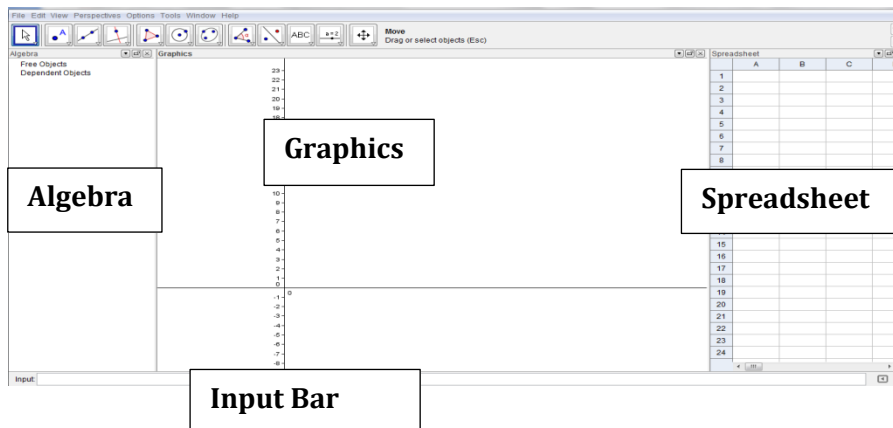 File Edit View Perspectives Options Tools Window Help
A
ABC
a=2
Move
Drag or select objects (Esc)
Algebra
Graphics
Spreadsheet
Free Objects
Dependent Objects
23
22
21
20
19
18
10
9
8
7
6
5
4
3
2
1
0
0
-1
-2
-3
-4
-5
-6
-7
-8
A B C
1
2
3
4
5
6
7
8
15
16
17
18
19
20
21
22
23
24
Graphics
Algebra
Spreadsheet
Input:
Input Bar